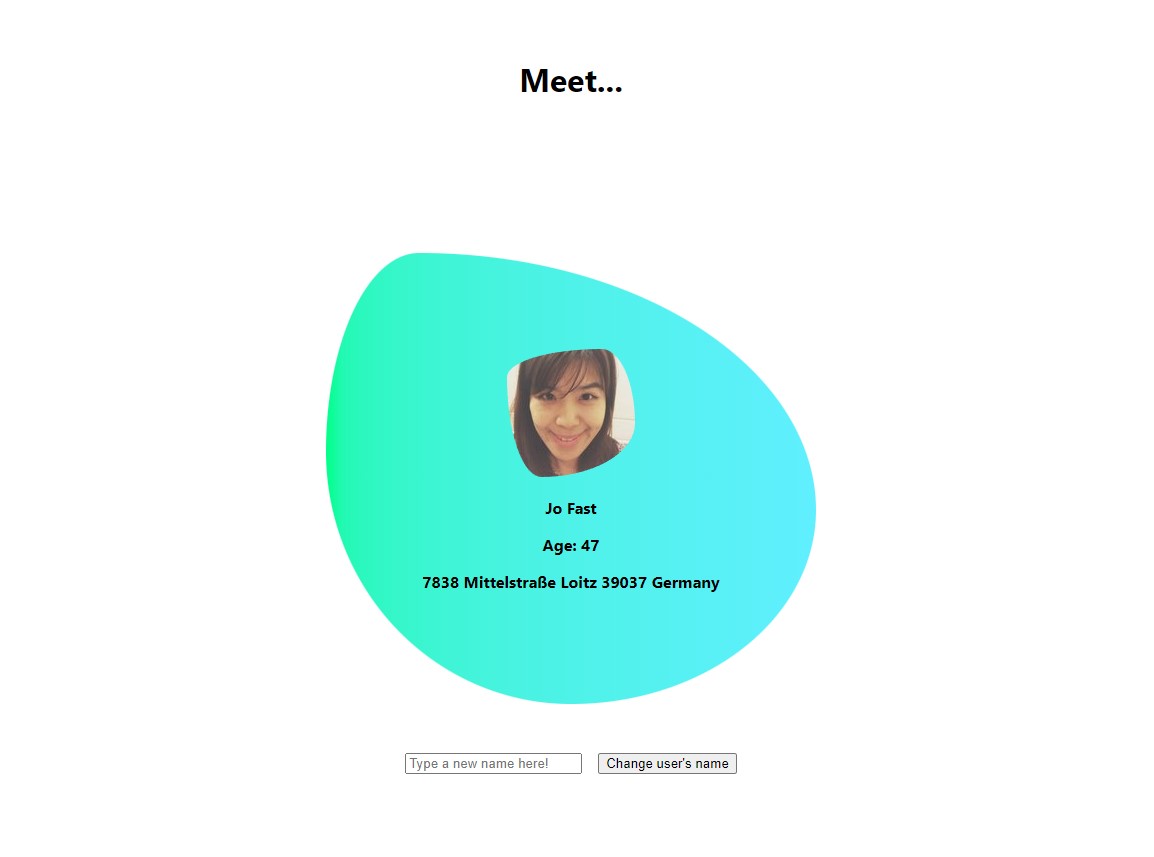 Meet...
Jo Fast
Age: 47
7838 Mittelstraße Loitz 39037 Germany
Type a new name here! Change user's name